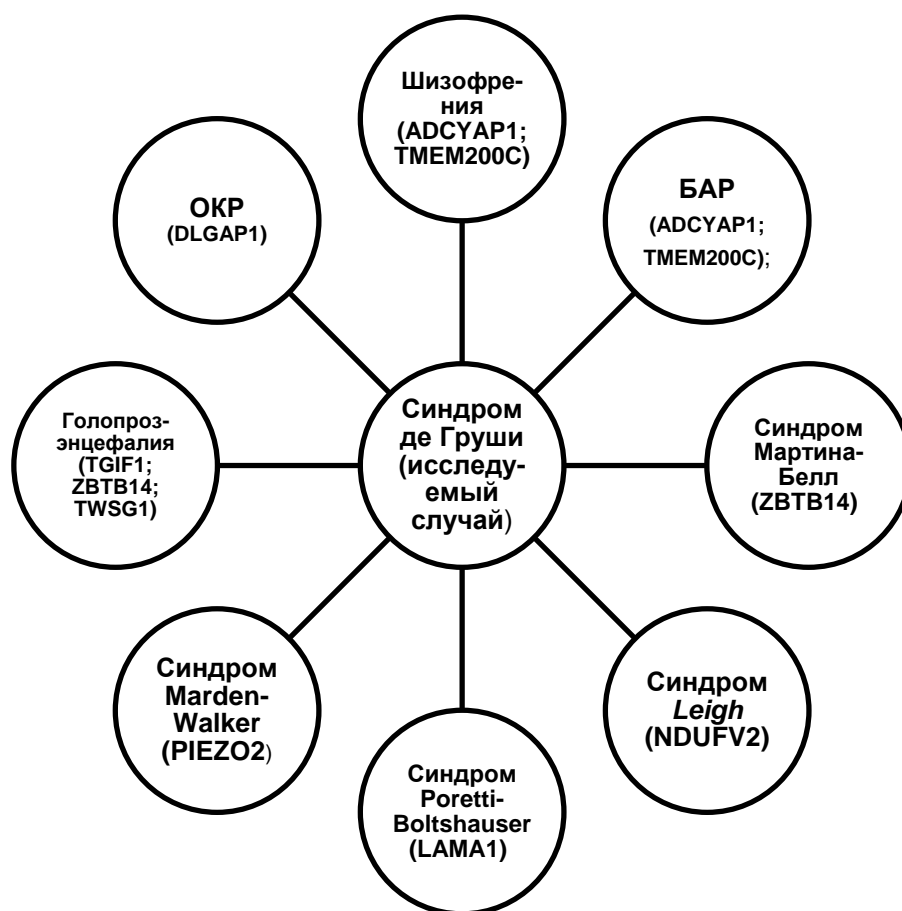 Шизофре-
ния
(ADCYAP1;
TMEM200C)
ОКР
(DLGAP1)
БАР
(ADCYAP1;
TMEM200C);
Голопроз-
энцефалия
(TGIF1;
ZBTB14;
TWSG1)
Синдром
де Груши
(исследу-
емый
случай)
Синдром
Мартина-
Белл
(ZBTB14)
Синдром
Marden-
Walker
(PIEZO2)
Синдром
Leigh
(NDUFV2)
Синдром
Poretti-
Boltshauser
(LAMA1)